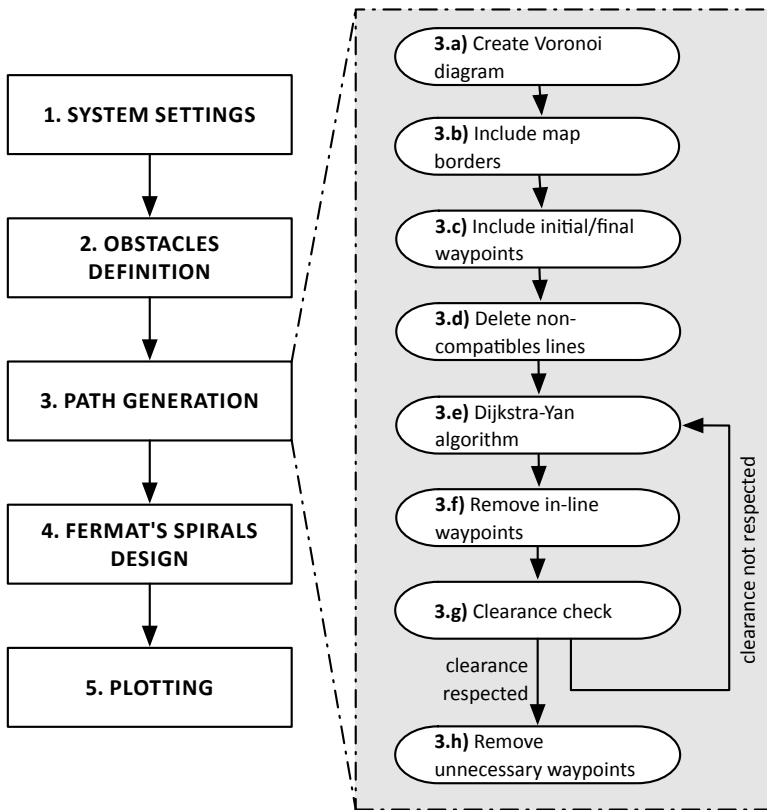 1. SYSTEM SETTINGS
2. OBSTACLES
DEFINITION
3. PATH GENERATION
4. FERMAT'S SPIRALS
DESIGN
5. PLOTTING
3.a) Create Voronoi
diagram
3.b) Include map
borders
3.c) Include initial/final
waypoints
3.d) Delete non-
compatibles lines
3.e) Dijkstra-Yan
algorithm
3.f) Remove in-line
waypoints
3.g) Clearance check
clearance
respected
clearance not respected
3.h) Remove
unnecessary waypoints